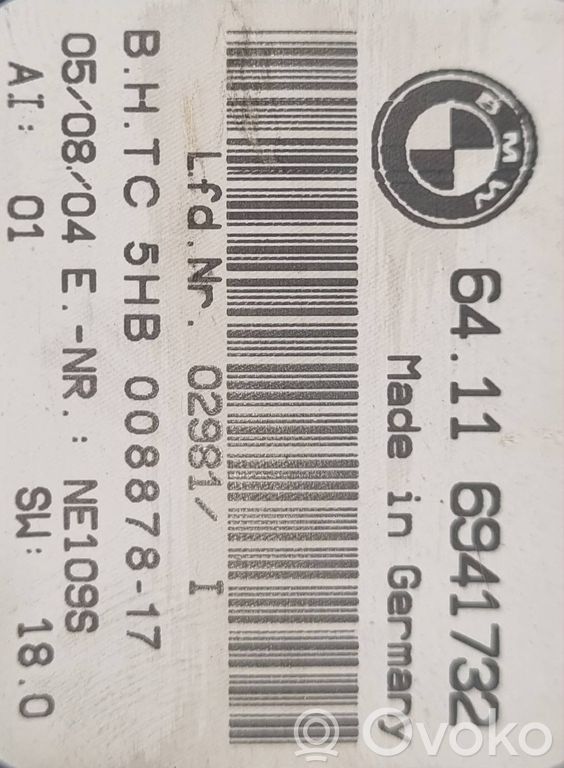 BMW
64.11 6941732
Made in Germany
Lfd.Nr. 02981/ I
B.H.TC 5HB 008878-17
05/08/04 E.-NR.: NE109S
AI: 01 SW: 18.0
Ovoko